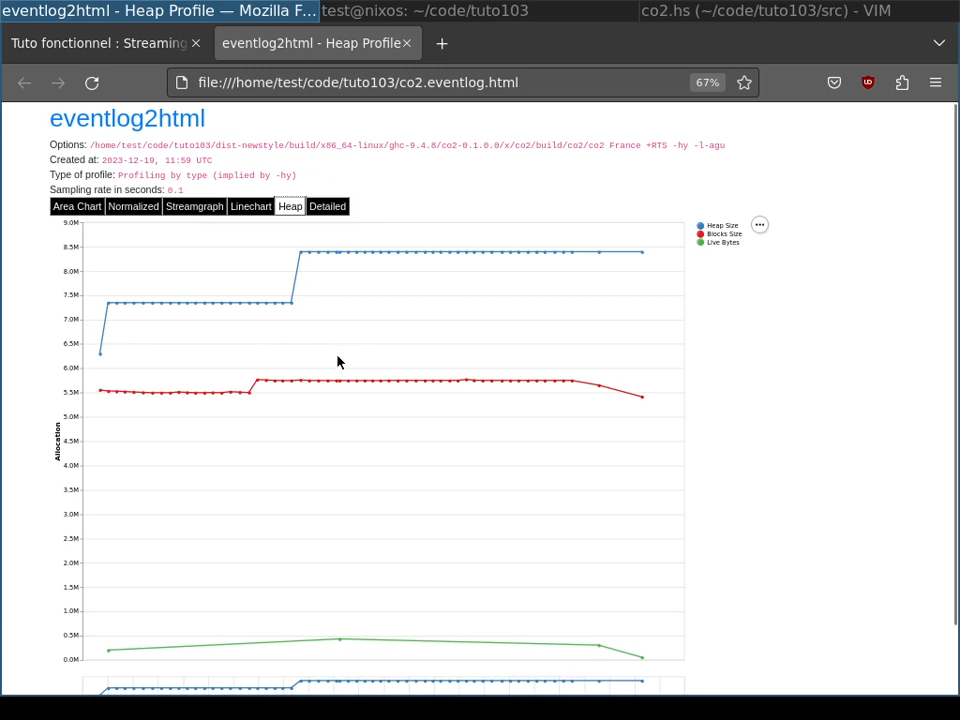 eventlog2html - Heap Profile — Mozilla F... test@nixos: ~/code/tuto103 co2.hs (~/code/tuto103/src) - VIM
Tuto fonctionnel : Streaming eventlog2html - Heap Profile
file:///home/test/code/tuto103/co2.eventlog.html 67%
eventlog2html
Options: /home/test/code/tuto103/dist-newstyle/build/x86_64-linux/ghc-9.4.8/co2-0.1.0.0/x/co2/build/co2/co2 France +RTS -hy -l-agu
Created at: 2023-12-19, 11:59 UTC
Type of profile: Profiling by type (implied by -hy)
Sampling rate in seconds: 0.1
Area Chart Normalized Streamgraph Linechart Heap Detailed
9.0M
8.5M
8.0M
7.5M
7.0M
6.5M
6.0M
5.5M
5.0M
4.5M
4.0M
3.5M
3.0M
2.5M
2.0M
1.5M
1.0M
0.5M
0.0M
Allocation
Heap Size
Blocks Size
Live Bytes